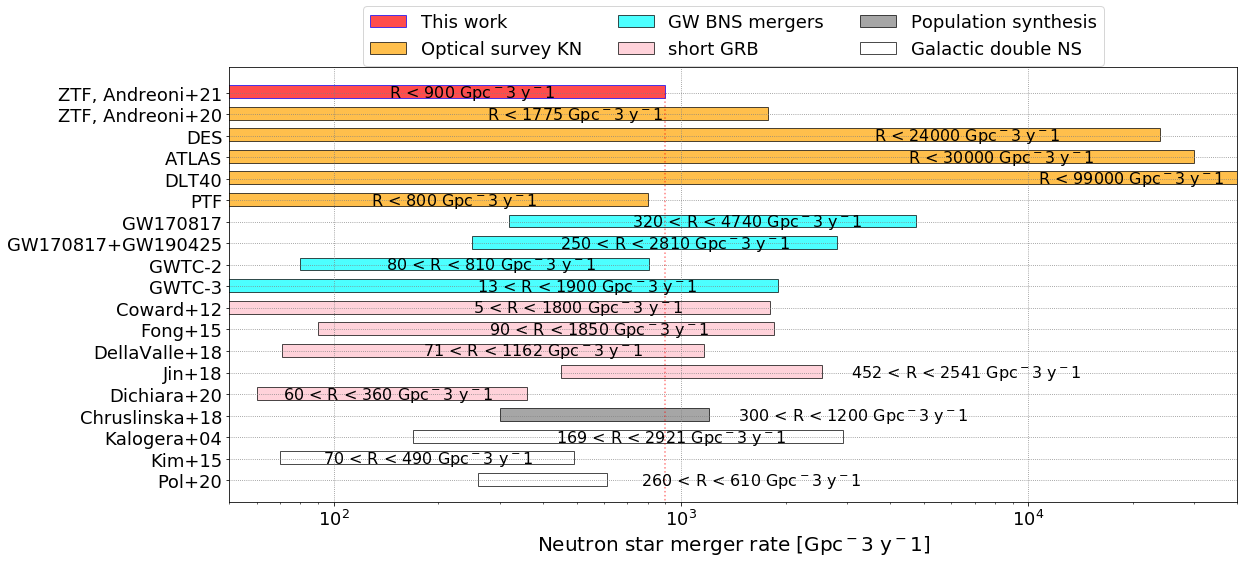 This work
GW BNS mergers
Population synthesis
Optical survey KN
short GRB
Galactic double NS
ZTF, Andreoni+21
R < 900 Gpc⁻3 y⁻1
ZTF, Andreoni+20
R < 1775 Gpc⁻3 y⁻1
DES
R < 24000 Gpc⁻3 y⁻1
ATLAS
R < 30000 Gpc⁻3 y⁻1
DLT40
R < 99000 Gpc⁻3 y⁻1
PTF
R < 800 Gpc⁻3 y⁻1
GW170817
320 < R < 4740 Gpc⁻3 y⁻1
GW170817+GW190425
250 < R < 2810 Gpc⁻3 y⁻1
GWTC-2
80 < R < 810 Gpc⁻3 y⁻1
GWTC-3
13 < R < 1900 Gpc⁻3 y⁻1
Coward+12
5 < R < 1800 Gpc⁻3 y⁻1
Fong+15
90 < R < 1850 Gpc⁻3 y⁻1
DellaValle+18
71 < R < 1162 Gpc⁻3 y⁻1
Jin+18
452 < R < 2541 Gpc⁻3 y⁻1
Dichiara+20
60 < R < 360 Gpc⁻3 y⁻1
Chruslinska+18
300 < R < 1200 Gpc⁻3 y⁻1
Kalogera+04
169 < R < 2921 Gpc⁻3 y⁻1
Kim+15
70 < R < 490 Gpc⁻3 y⁻1
Pol+20
260 < R < 610 Gpc⁻3 y⁻1
10² 10³ 10⁴
Neutron star merger rate [Gpc⁻3 y⁻1]